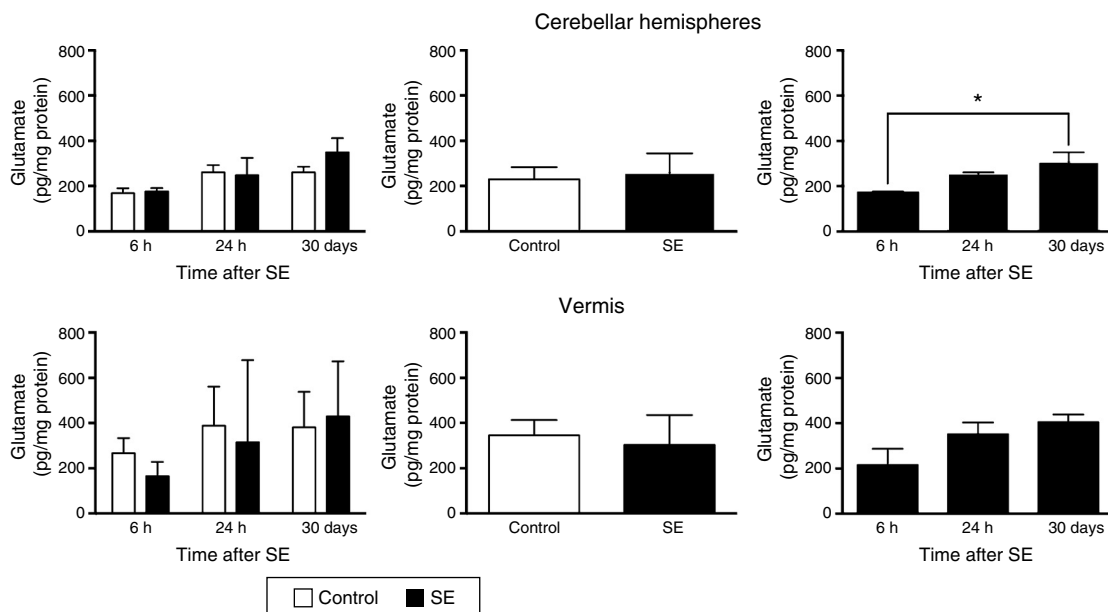 Cerebellar hemispheres
Glutamate
(pg/mg protein)
800
600
400
200
0
6 h 24 h 30 days
Time after SE
Glutamate
(pg/mg protein)
800
600
400
200
0
Control SE
Glutamate
(pg/mg protein)
800
600
400
200
0
*
6 h 24 h 30 days
Time after SE
Vermis
Glutamate
(pg/mg protein)
800
600
400
200
0
6 h 24 h 30 days
Time after SE
Glutamate
(pg/mg protein)
800
600
400
200
0
Control SE
Glutamate
(pg/mg protein)
800
600
400
200
0
6 h 24 h 30 days
Time after SE
Control SE